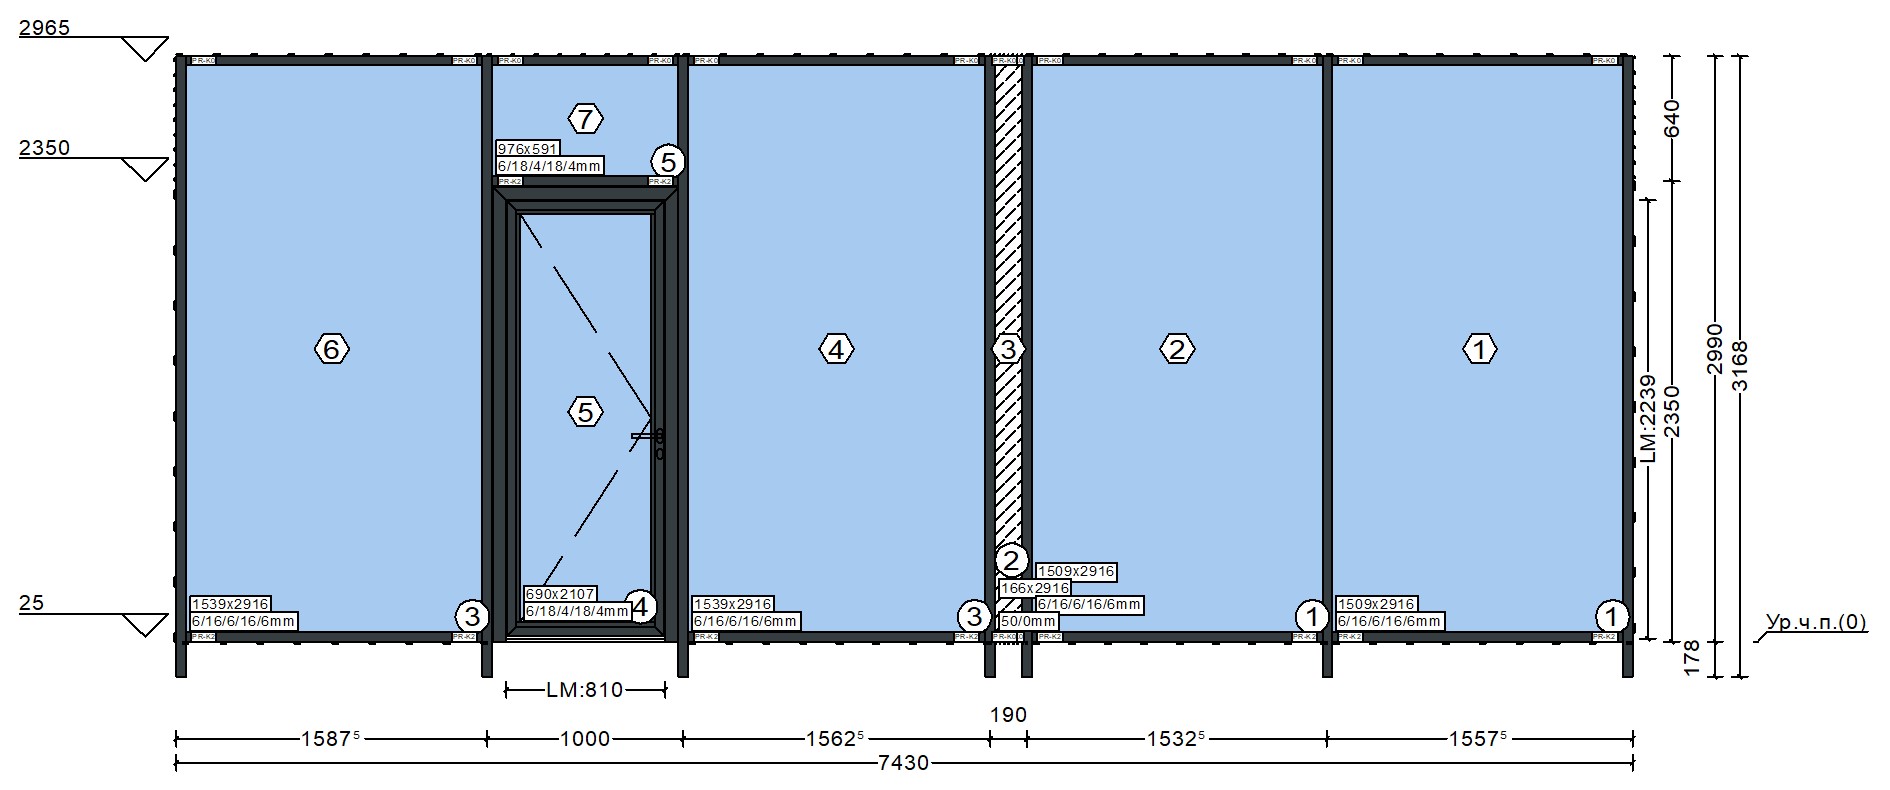 2965
PR-K0 PR-K0 PR-K0 PR-K0 PR-K0 PR-K0 PR-K0 PR-K0 PR-K0 PR-K0 PR-K0
7
640
976x591
2350
6/18/4/18/4mm
5
PR-K2 PR-K2
6
4
3
2
1
2990
3168
LM:2239
2350
5
2
1509x2916
166x2916
690x2107
25
1539x2916
6/18/4/18/4mm
4
1539x2916
6/16/6/16/6mm
1509x2916
6/16/6/16/6mm
3
6/16/6/16/6mm
3
50/0mm
1
6/16/6/16/6mm
1
Ур.ч.п.(0)
PR-K2 PR-K2 PR-K2 PR-K2 PR-K0 PR-K2 PR-K2 PR-K2 PR-K2
178
LM:810
190
1587⁵
1000
1562⁵
1532⁵
1557⁵
7430